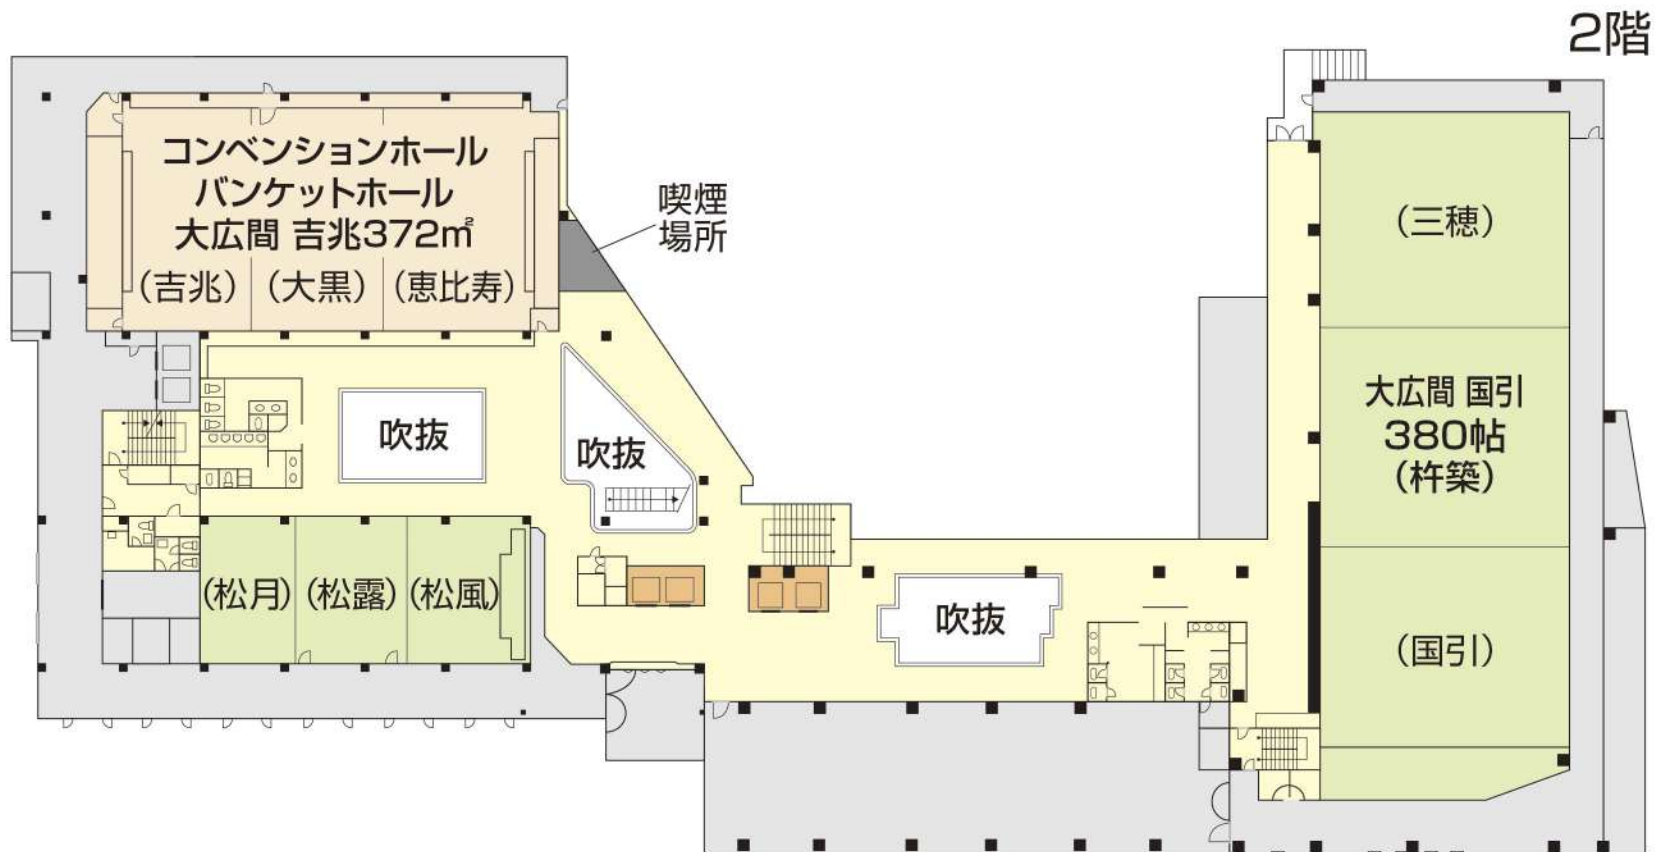 2階
コンベンションホール
バンケットホール
大広間 吉兆372㎡
（吉兆）
（大黒）
（恵比寿）
喫煙
場所
吹抜
吹抜
（松月）
（松露）
（松風）
吹抜
（三穂）
大広間 国引
380帖
（杵築）
（国引）